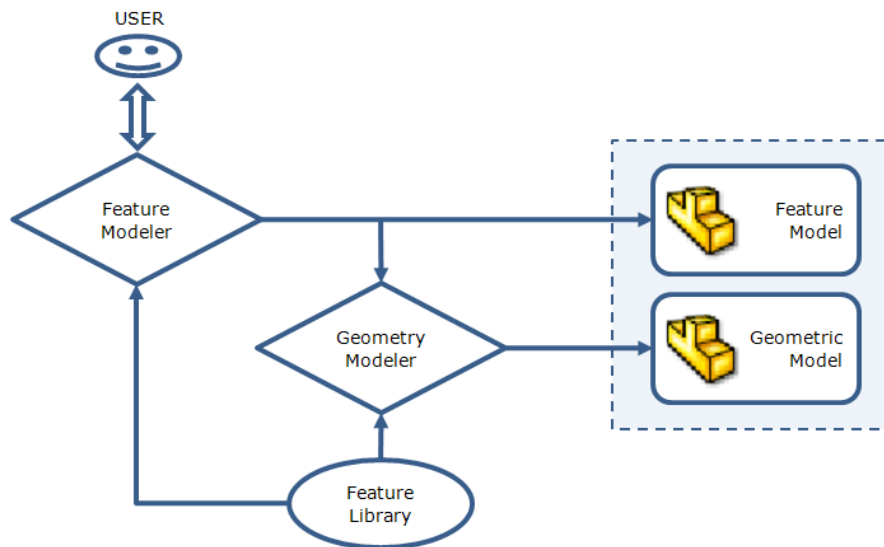 USER
Feature
Modeler
Feature
Model
Geometry
Modeler
Geometric
Model
Feature
Library